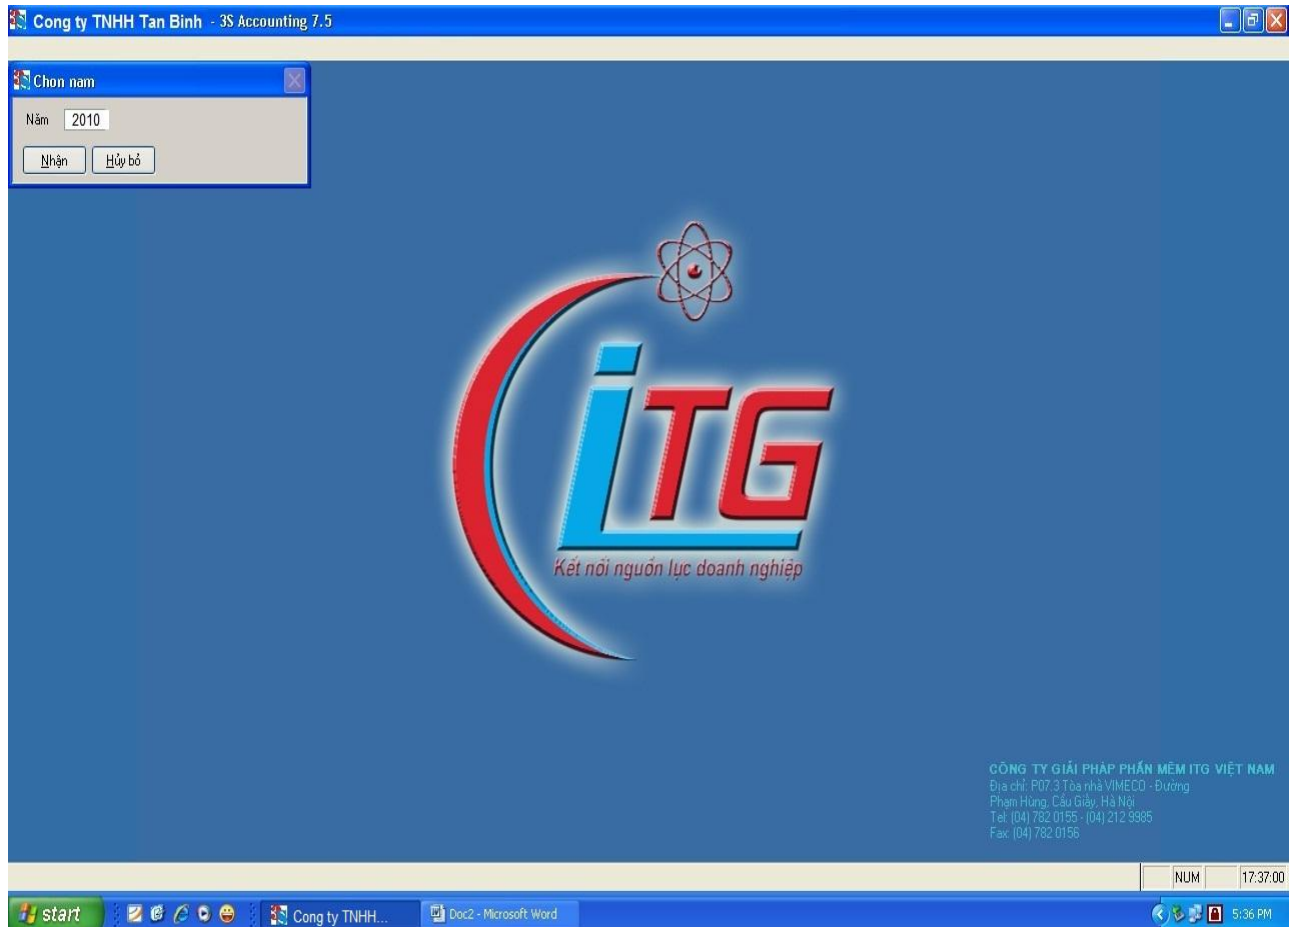 Cong ty TNHH Tan Binh - 3S Accounting 7.5
Chon nam
Năm 2010
Nhận Hủy bỏ
iTG
Kết nối nguồn lực doanh nghiệp
CÔNG TY GIẢI PHÁP PHẦN MỀM ITG VIỆT NAM
Địa chỉ: P07.3 Tòa nhà VIMECO - Đường
Phạm Hùng, Cầu Giấy, Hà Nội
Tel: (04) 782 0155 - (04) 212 9985
Fax: (04) 782 0156
NUM 17:37:00
start Cong ty TNHH... Doc2 - Microsoft Word 5:36 PM